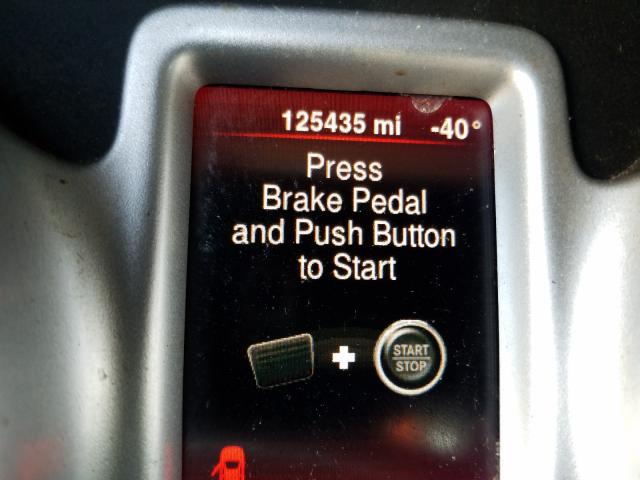 125435 mi -40°
Press
Brake Pedal
and Push Button
to Start
START
STOP